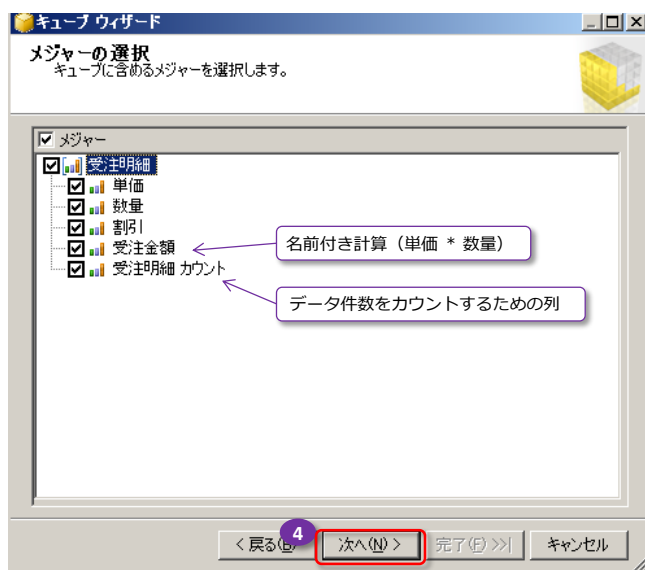 キューブ ウィザード
メジャーの選択
キューブに含めるメジャーを選択します。
メジャー
受注明細
単価
数量
割引
受注金額
名前付き計算（単価 * 数量）
受注明細 カウント
データ件数をカウントするための列
4
< 戻る(B) 次へ(N) > 完了(F) >>| キャンセル